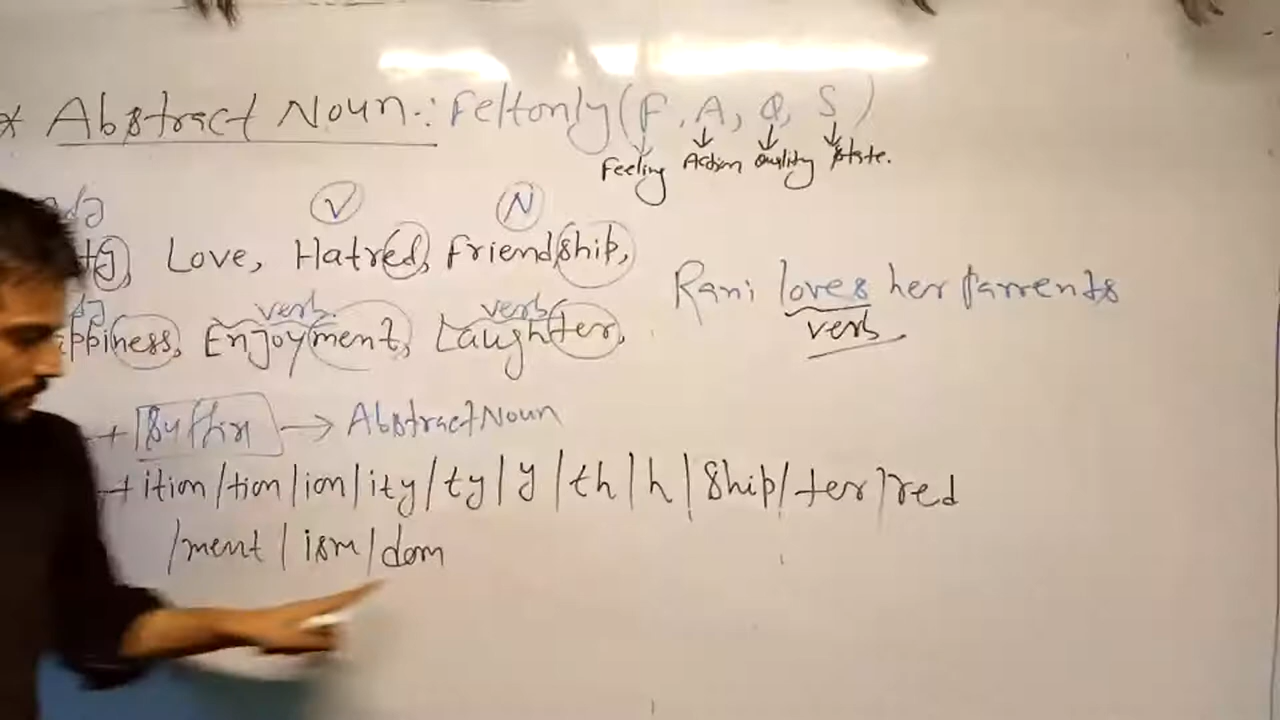 * Abstract Noun:: Feltonly (F, A, Q, S)
Feeling Action Quality State.
V N
Love, Hatred, Friendship,
verb. verb
ppiness, Enjoyment, Laughter,
Rani loves her parrents
verb
+ Suffix → Abstract Noun
+ ition/tion/ion/ity/ty/y/th/h/ship/ter/red
/ment/ism/dom